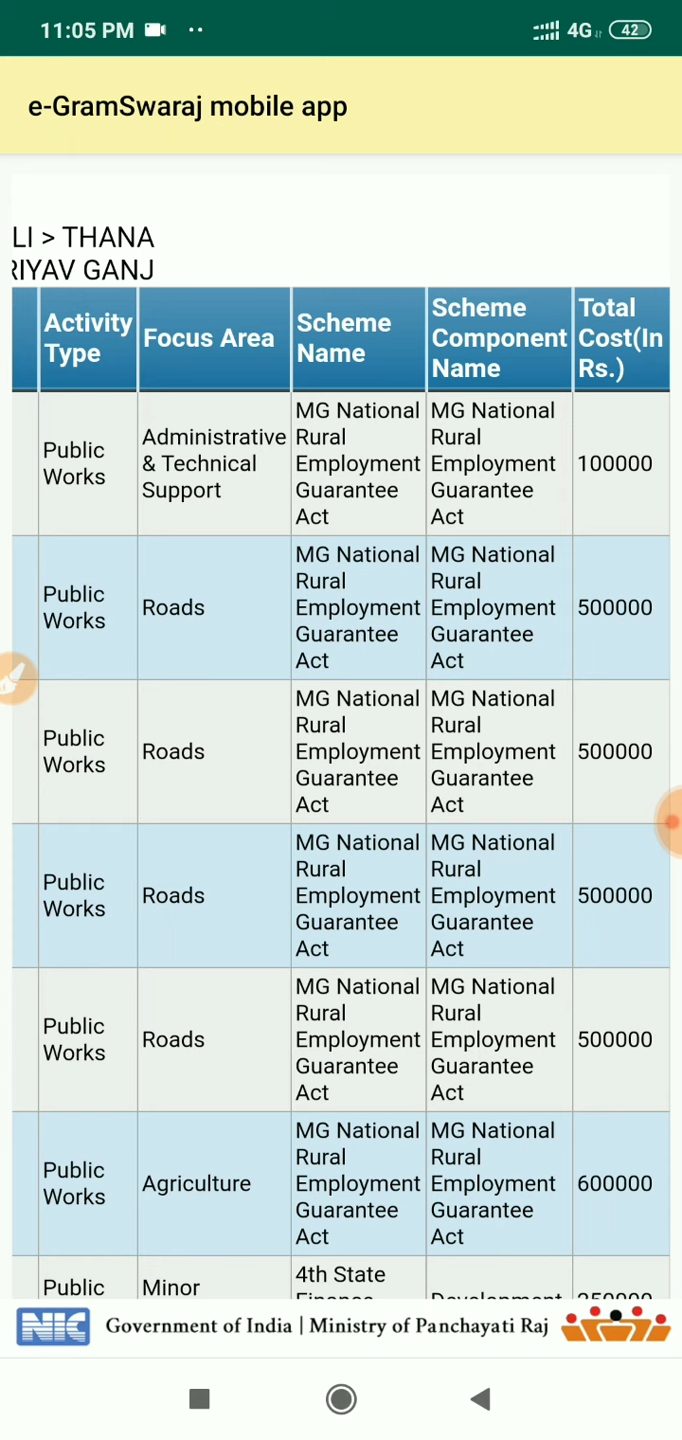 11:05 PM
4G
42
e-GramSwaraj mobile app
LI > THANA
RIYAV GANJ
Activity Type
Focus Area
Scheme Name
Scheme Component Name
Total Cost(In Rs.)
Public Works
Administrative & Technical Support
MG National Rural Employment Guarantee Act
MG National Rural Employment Guarantee Act
100000
Public Works
Roads
MG National Rural Employment Guarantee Act
MG National Rural Employment Guarantee Act
500000
Public Works
Roads
MG National Rural Employment Guarantee Act
MG National Rural Employment Guarantee Act
500000
Public Works
Roads
MG National Rural Employment Guarantee Act
MG National Rural Employment Guarantee Act
500000
Public Works
Roads
MG National Rural Employment Guarantee Act
MG National Rural Employment Guarantee Act
500000
Public Works
Agriculture
MG National Rural Employment Guarantee Act
MG National Rural Employment Guarantee Act
600000
Public
Minor
4th State Finance
Development
NIC
Government of India | Ministry of Panchayati Raj